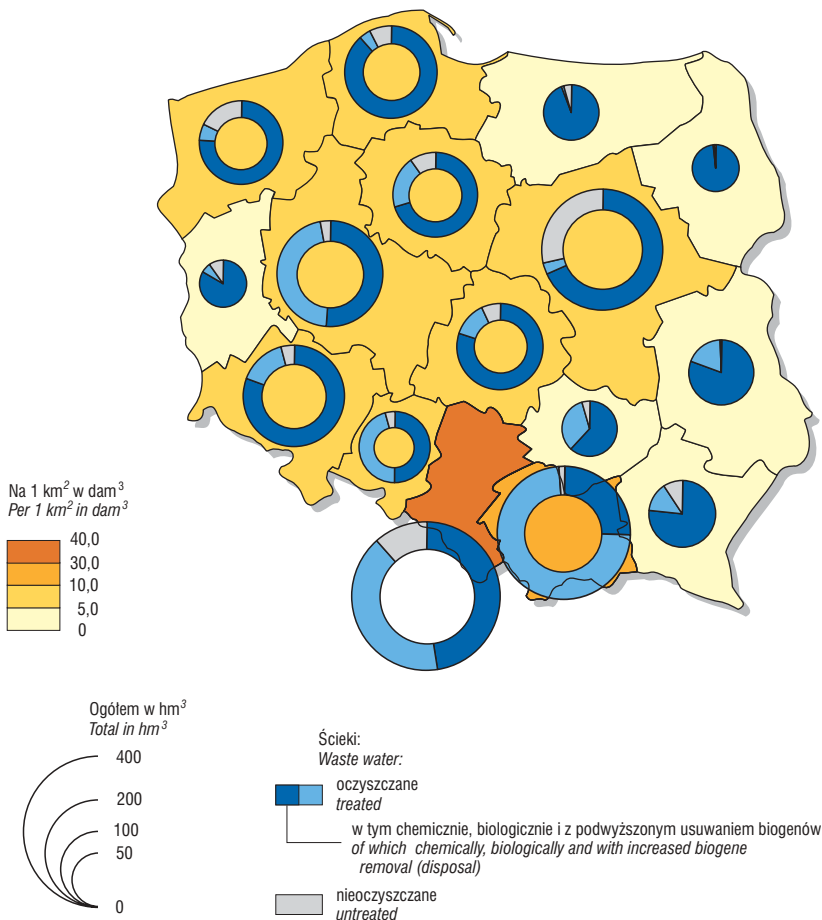 Na 1 km² w dam³
Per 1 km² in dam³
40,0
30,0
10,0
5,0
0
Ogółem w hm³
Total in hm³
400
200
100
50
0
Ścieki:
Waste water:
oczyszczane
treated
w tym chemicznie, biologicznie i z podwyższonym usuwaniem biogenów
of which chemically, biologically and with increased biogene
removal (disposal)
nieoczyszczane
untreated